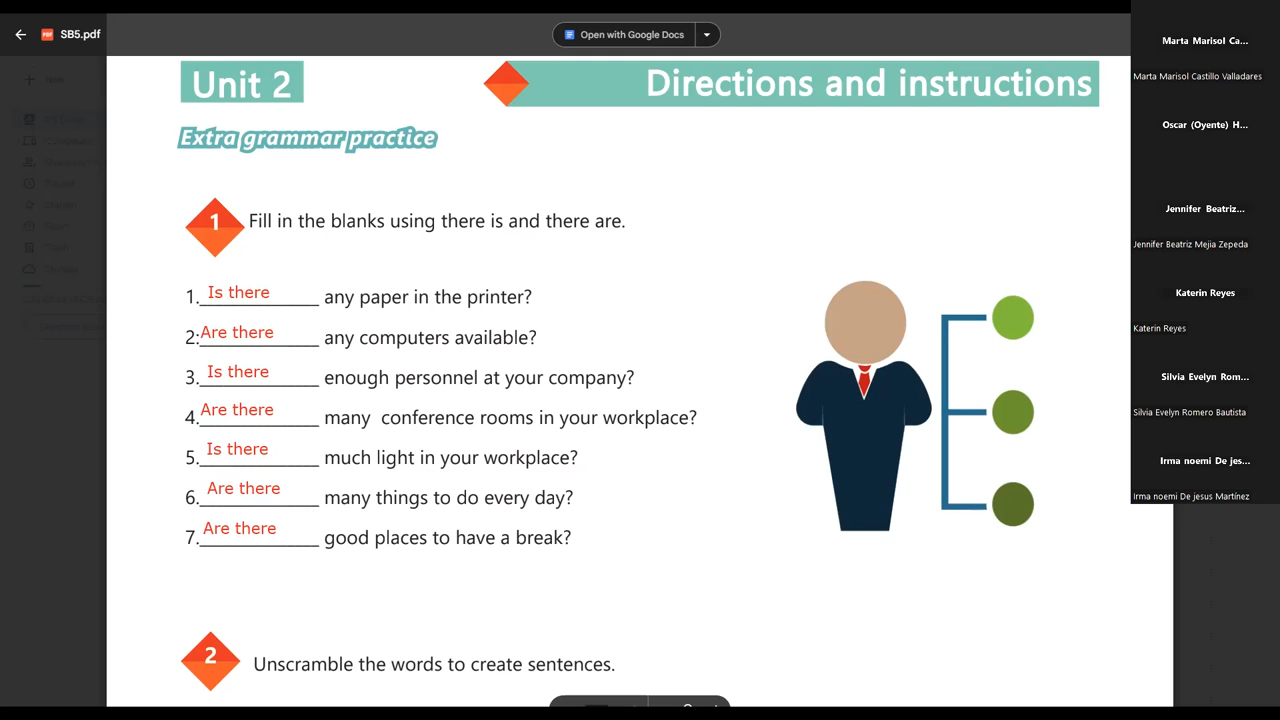 SB5.pdf
Open with Google Docs
Unit 2
Directions and instructions
Extra grammar practice
1 Fill in the blanks using there is and there are.
1. Is there any paper in the printer?
2: Are there any computers available?
3. Is there enough personnel at your company?
4. Are there many conference rooms in your workplace?
5. Is there much light in your workplace?
6. Are there many things to do every day?
7. Are there good places to have a break?
2 Unscramble the words to create sentences.
Marta Marisol Ca...
Marta Marisol Castillo Valladares
Oscar (Oyente) H...
Jennifer Beatriz...
Jennifer Beatriz Mejia Zepeda
Katerin Reyes
Katerin Reyes
Silvia Evelyn Rom...
Silvia Evelyn Romero Bautista
Irma noemi De jes...
Irma noemi De jesus Martínez